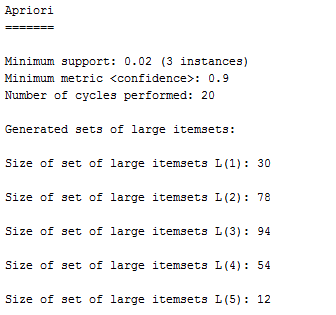 Apriori
=======
Minimum support: 0.02 (3 instances)
Minimum metric <confidence>: 0.9
Number of cycles performed: 20
Generated sets of large itemsets:
Size of set of large itemsets L(1): 30
Size of set of large itemsets L(2): 78
Size of set of large itemsets L(3): 94
Size of set of large itemsets L(4): 54
Size of set of large itemsets L(5): 12